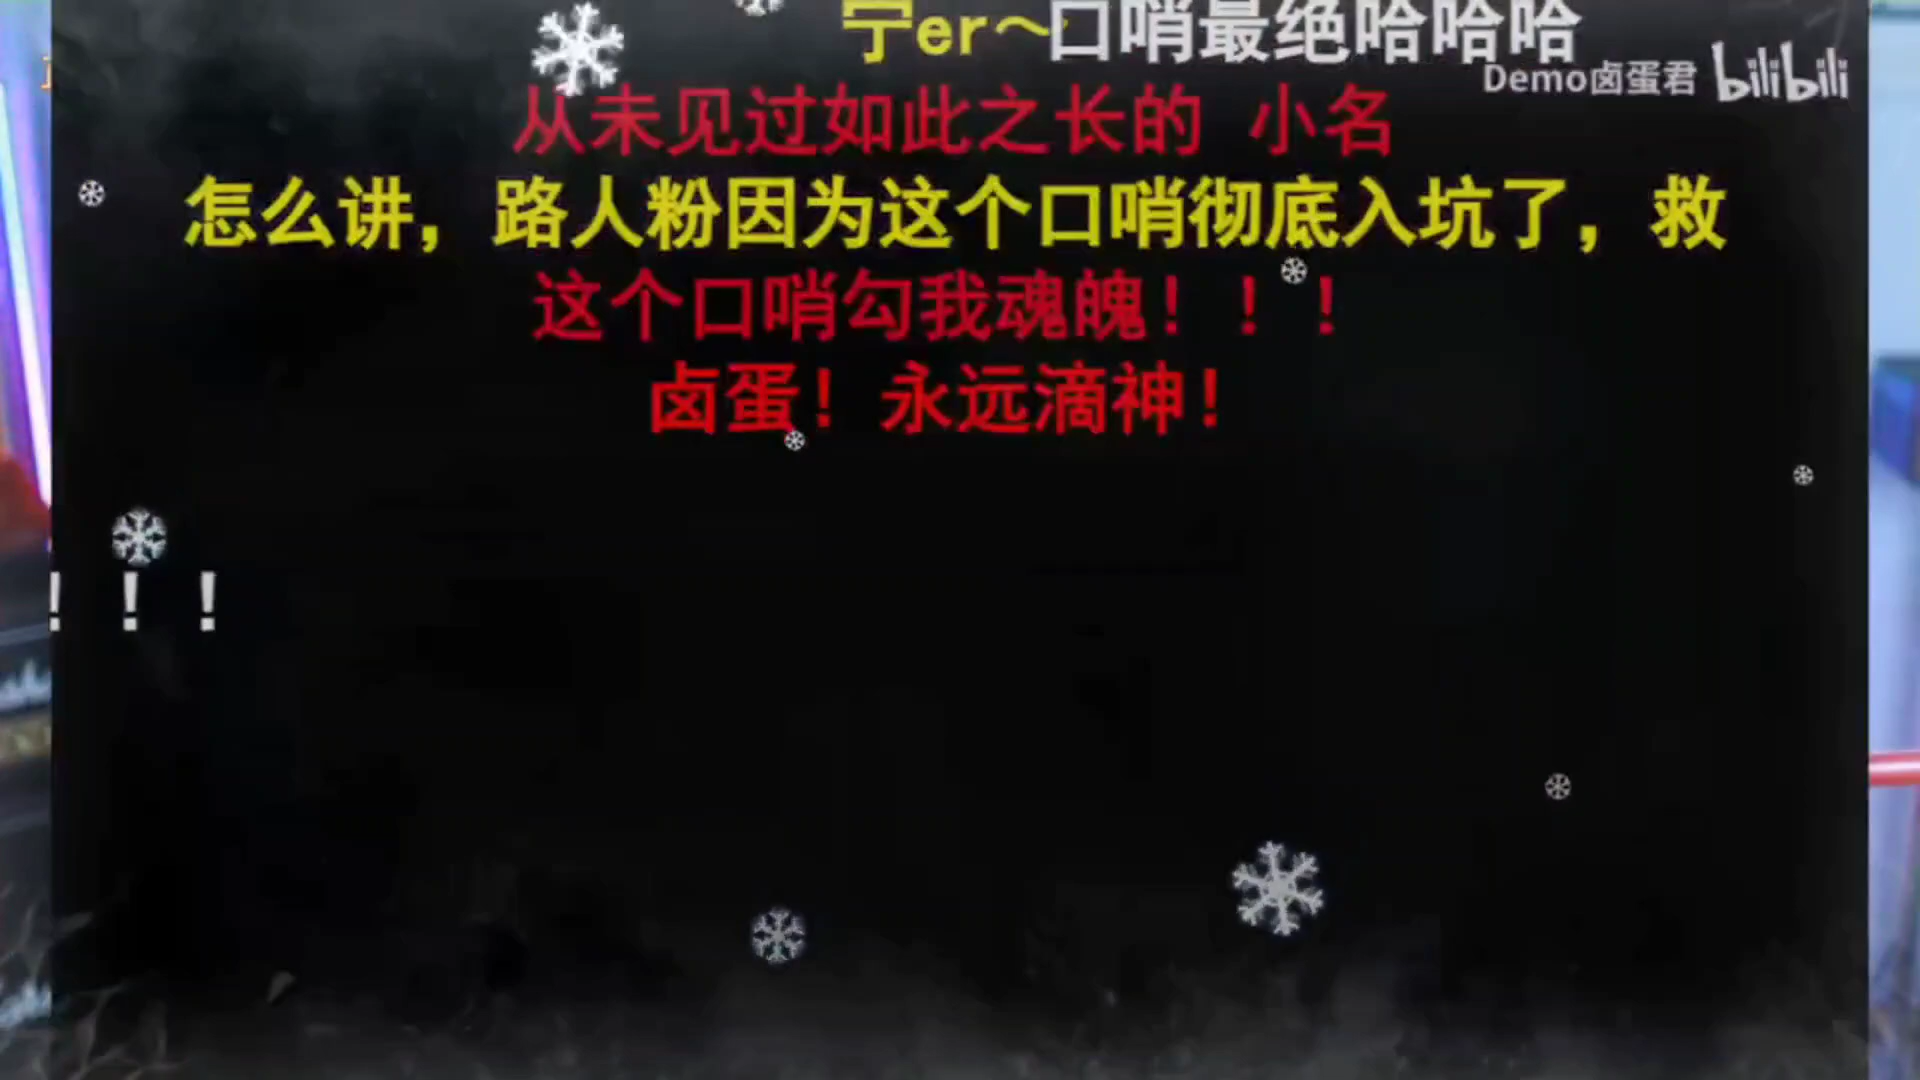 宁er～口哨最绝哈哈哈
Demo卤蛋君 bilibili
从未见过如此之长的 小名
怎么讲，路人粉因为这个口哨彻底入坑了，救
这个口哨勾我魂魄！！！
卤蛋！永远滴神！
！！！